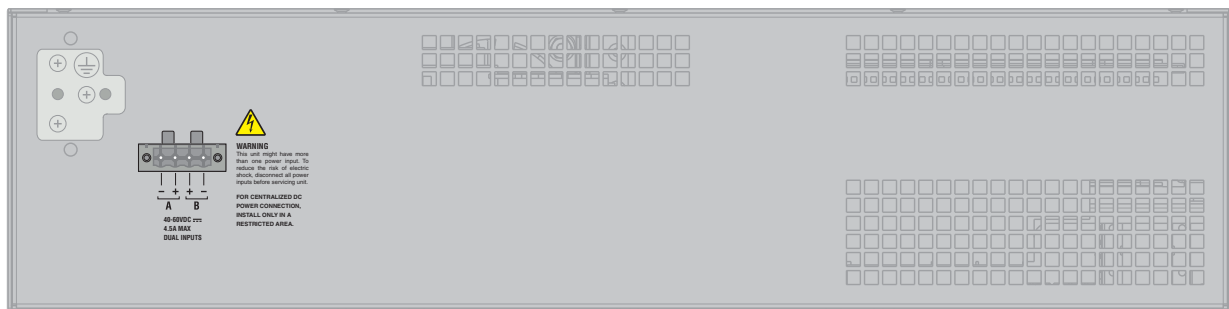 WARNING
This unit might have more
than one power input. To
reduce the risk of electric
shock, disconnect all power
inputs before servicing unit.
FOR CENTRALIZED DC
POWER CONNECTION,
INSTALL ONLY IN A
RESTRICTED AREA.
– + + –
A B
40-60VDC ⎓
4.5A MAX
DUAL INPUTS